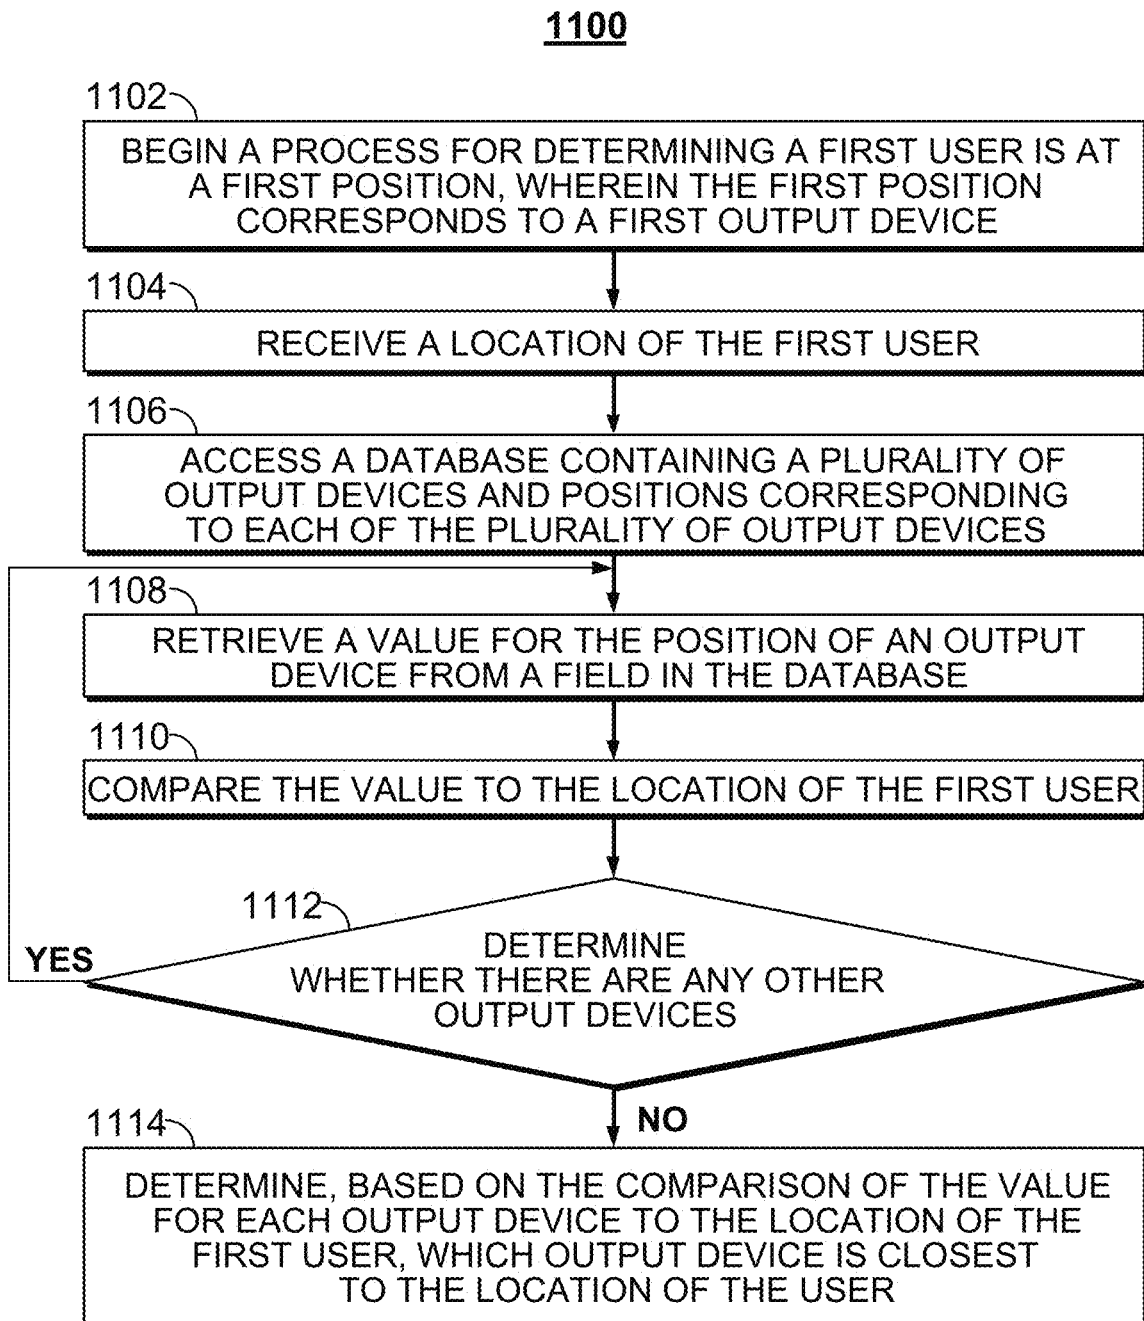 1100
1102
BEGIN A PROCESS FOR DETERMINING A FIRST USER IS AT
A FIRST POSITION, WHEREIN THE FIRST POSITION
CORRESPONDS TO A FIRST OUTPUT DEVICE
1104
RECEIVE A LOCATION OF THE FIRST USER
1106
ACCESS A DATABASE CONTAINING A PLURALITY OF
OUTPUT DEVICES AND POSITIONS CORRESPONDING
TO EACH OF THE PLURALITY OF OUTPUT DEVICES
1108
RETRIEVE A VALUE FOR THE POSITION OF AN OUTPUT
DEVICE FROM A FIELD IN THE DATABASE
1110
COMPARE THE VALUE TO THE LOCATION OF THE FIRST USER
1112
DETERMINE
WHETHER THERE ARE ANY OTHER
OUTPUT DEVICES
YES
NO
1114
DETERMINE, BASED ON THE COMPARISON OF THE VALUE
FOR EACH OUTPUT DEVICE TO THE LOCATION OF THE
FIRST USER, WHICH OUTPUT DEVICE IS CLOSEST
TO THE LOCATION OF THE USER